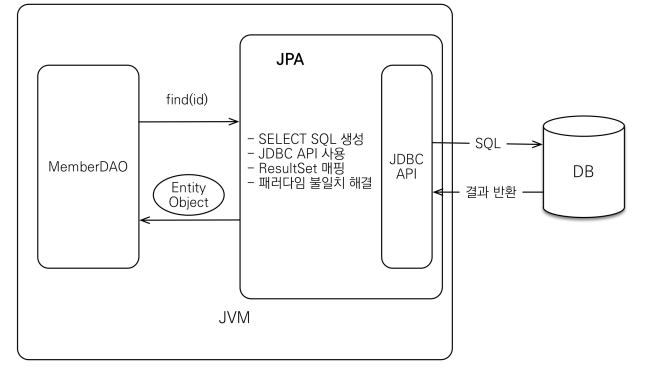 JPA
find(id)
MemberDAO
- SELECT SQL 생성
- JDBC API 사용
- ResultSet 매핑
- 패러다임 불일치 해결
JDBC
API
SQL
DB
결과 반환
Entity
Object
JVM